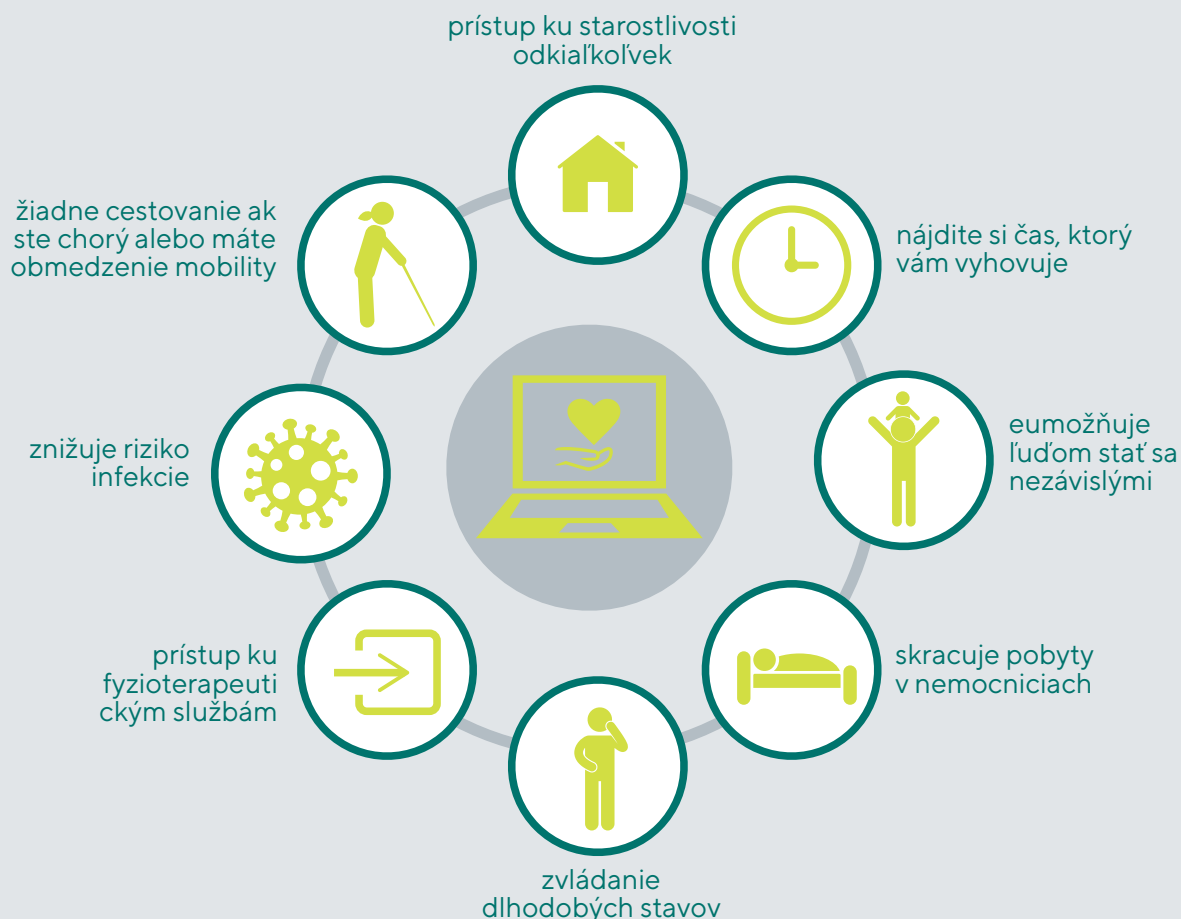 prístup ku starostlivosti
odkiaľkoľvek
nájdite si čas, ktorý
vám vyhovuje
eumožňuje
ľuďom stať sa
nezávislými
skracuje pobyty
v nemocniciach
zvládanie
dlhodobých stavov
prístup ku
fyzioterapeuti
ckým službám
znižuje riziko
infekcie
žiadne cestovanie ak
ste chorý alebo máte
obmedzenie mobility